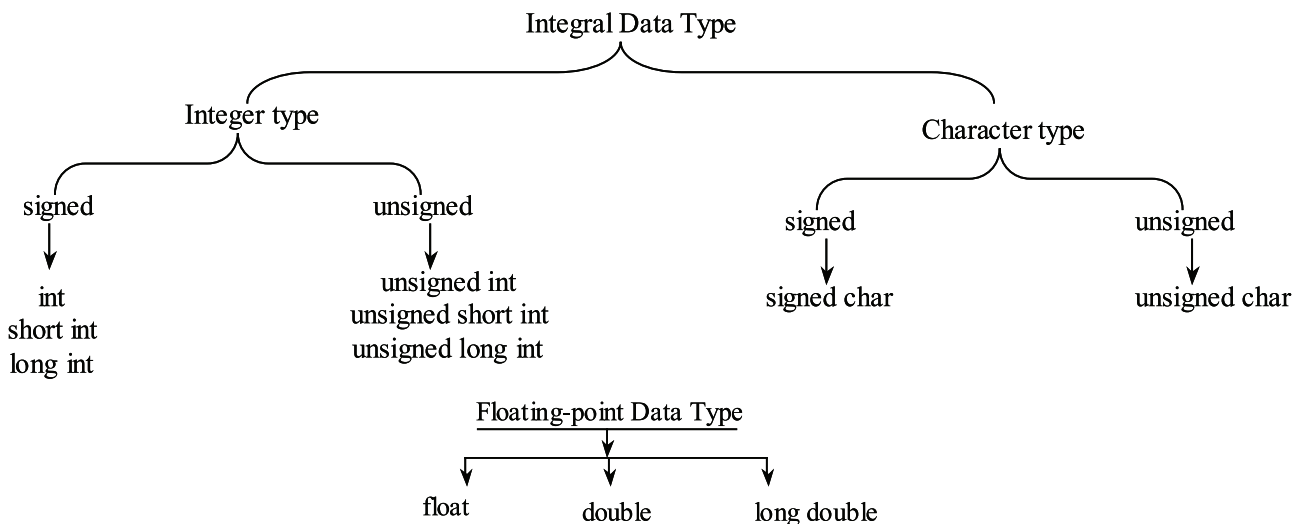 Integral Data Type
Integer type
Character type
signed
unsigned
signed
unsigned
int
short int
long int
unsigned int
unsigned short int
unsigned long int
signed char
unsigned char
Floating-point Data Type
float
double
long double